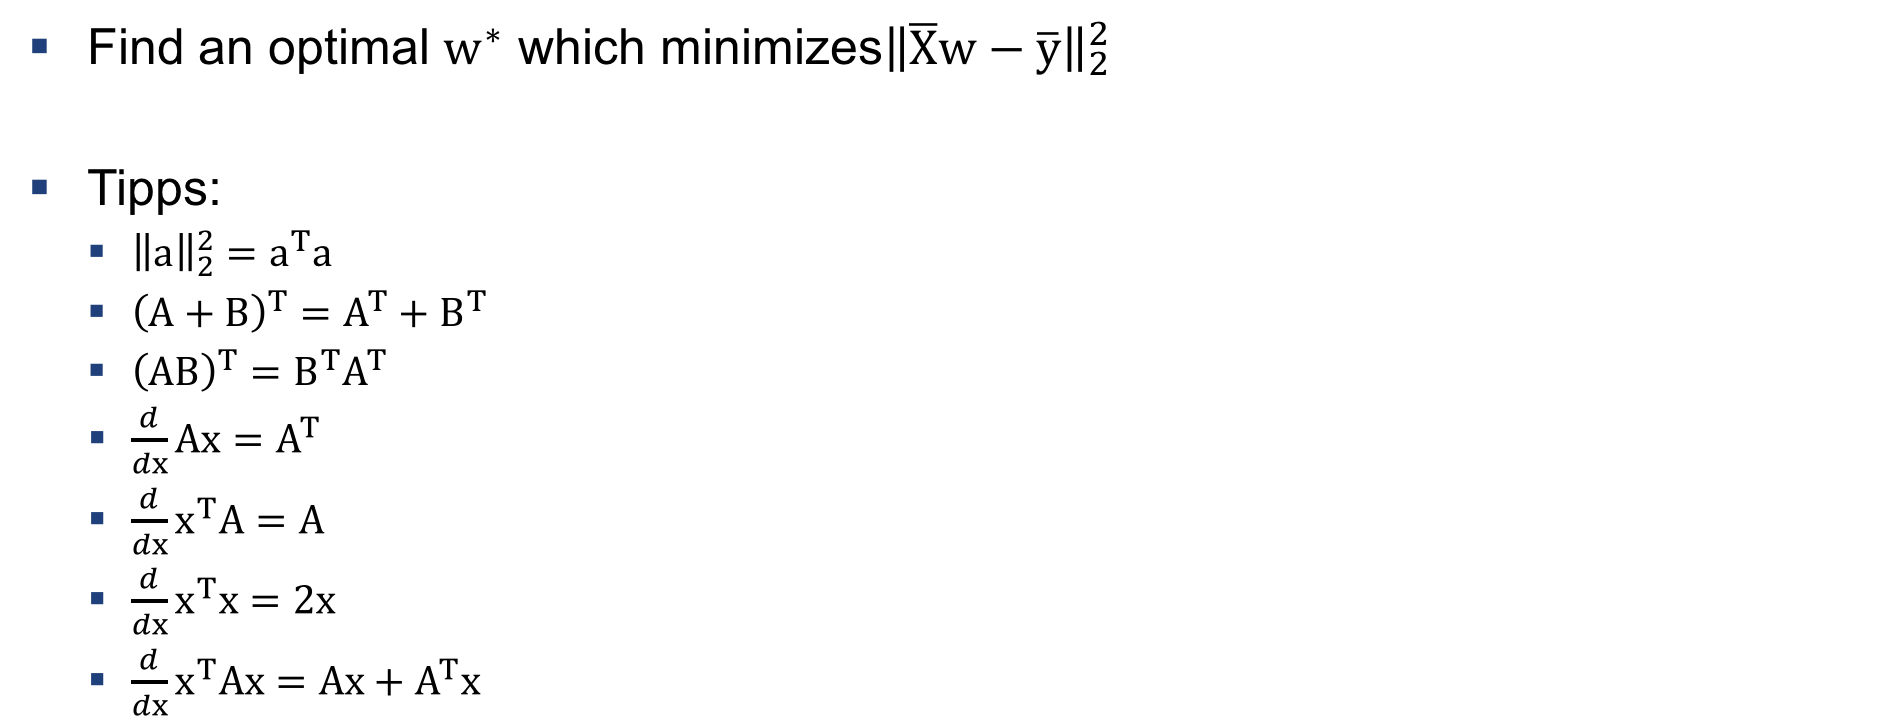 ▪ Find an optimal w* which minimizes‖X̅w − y̅‖₂²
▪ Tipps:
▪ ‖a‖₂² = aᵀa
▪ (A + B)ᵀ = Aᵀ + Bᵀ
▪ (AB)ᵀ = BᵀAᵀ
▪ d/dx Ax = Aᵀ
▪ d/dx xᵀA = A
▪ d/dx xᵀx = 2x
▪ d/dx xᵀAx = Ax + Aᵀx